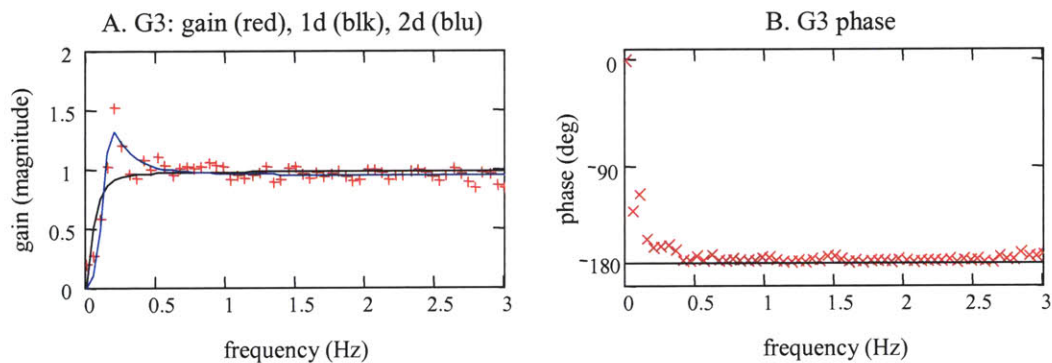 A. G3: gain (red), 1d (blk), 2d (blu)
2
1.5
1
0.5
0
gain (magnitude)
0 0.5 1 1.5 2 2.5 3
frequency (Hz)
B. G3 phase
0
-90
-180
phase (deg)
0 0.5 1 1.5 2 2.5 3
frequency (Hz)